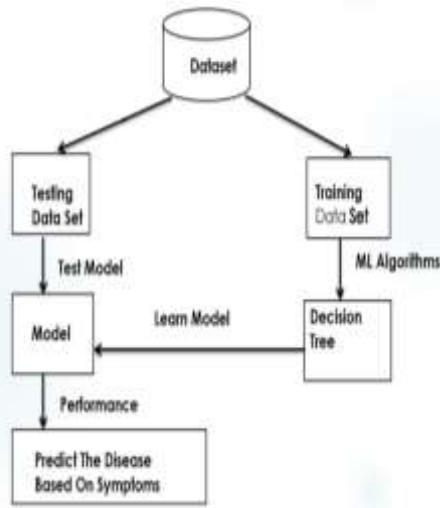 Dataset
Testing
Data Set
Training
Data Set
Test Model
ML Algorithms
Model
Learn Model
Decision
Tree
Performance
Predict The Disease
Based On Symptoms